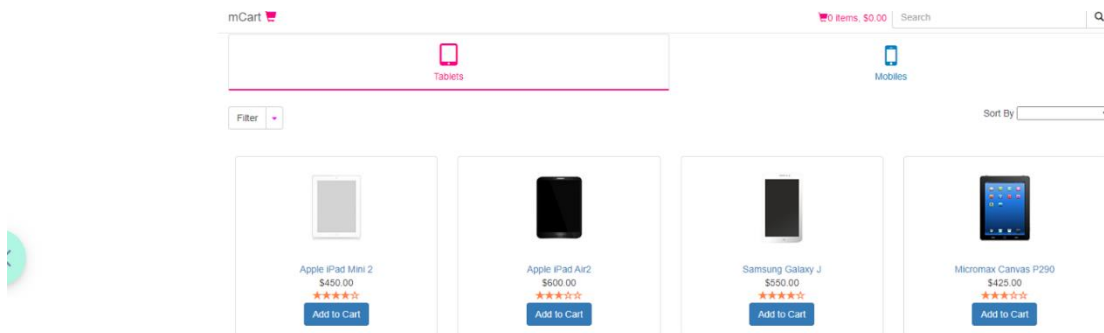 mCart
0 items, $0.00 Search
Tablets Mobiles
Filter Sort By
Apple iPad Mini 2 Apple iPad Air2 Samsung Galaxy J Micromax Canvas P290
$450.00 $600.00 $550.00 $425.00
Add to Cart Add to Cart Add to Cart Add to Cart